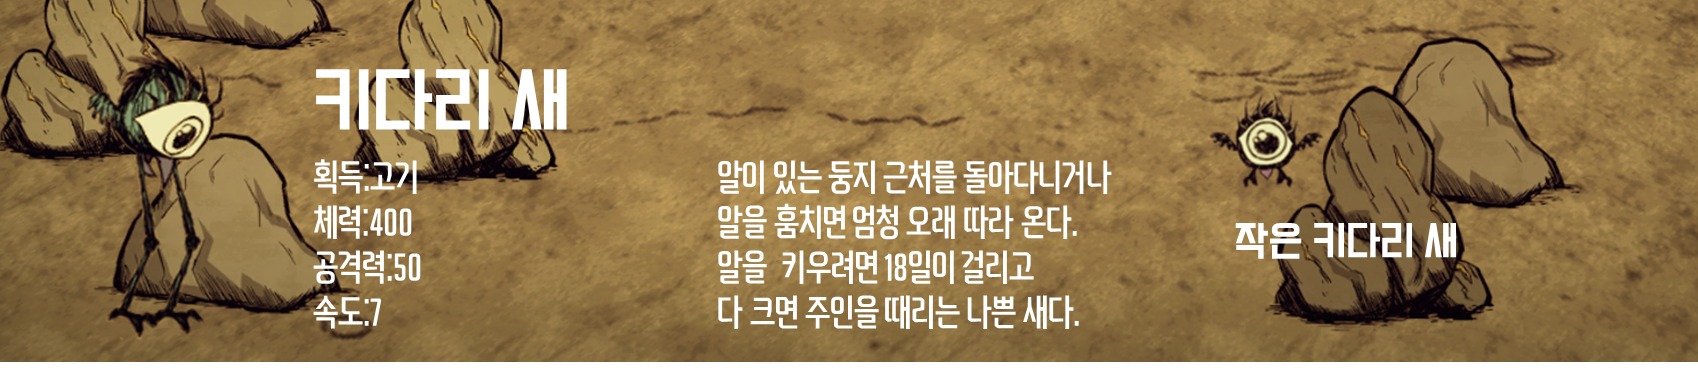 키다리 새
획득:고기
체력:400
공격력:50
속도:7
알이 있는 둥지 근처를 돌아다니거나
알을 훔치면 엄청 오래 따라 온다.
알을 키우려면 18일이 걸리고
다 크면 주인을 때리는 나쁜 새다.
작은 키다리 새